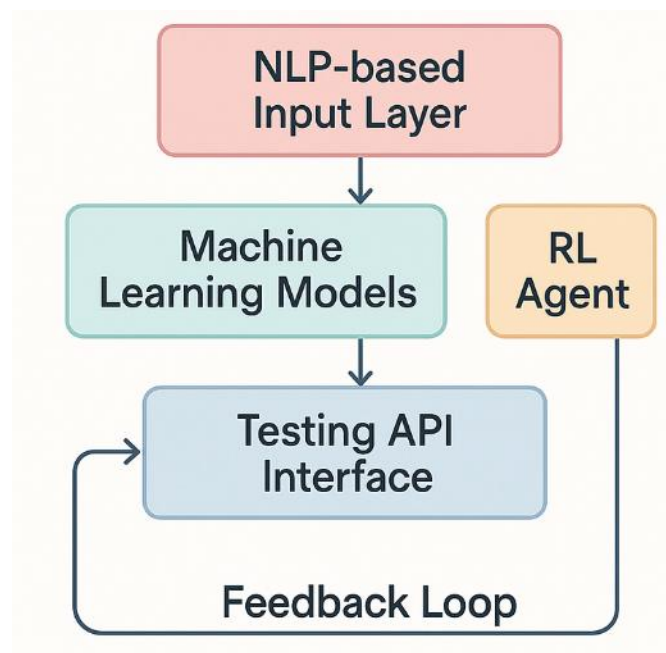 NLP-based
Input Layer
Machine
Learning Models
RL
Agent
Testing API
Interface
Feedback Loop